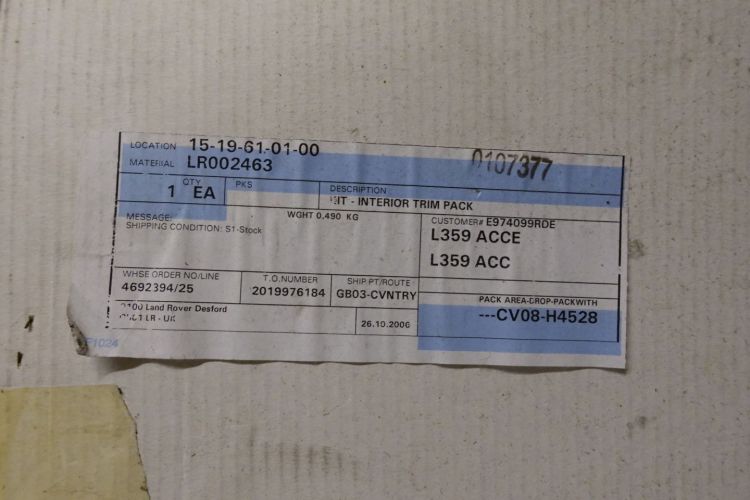 LOCATION 15-19-61-01-00
MATERIAL LR002463
0107377
QTY
1 EA
PKS
DESCRIPTION
- INTERIOR TRIM PACK
WGHT 0.490 KG
MESSAGE:
SHIPPING CONDITION: S1-Stock
CUSTOMER# E974099RDE
L359 ACCE
L359 ACC
WHSE ORDER NO/LINE
4692394/25
T.O.NUMBER
2019976184
SHIP.PT/ROUTE
GB03-CVNTRY
PACK AREA-CROP-PACKWITH
---CV08-H4528
Land Rover Desford
LR - UK
26.10.2006
F1024